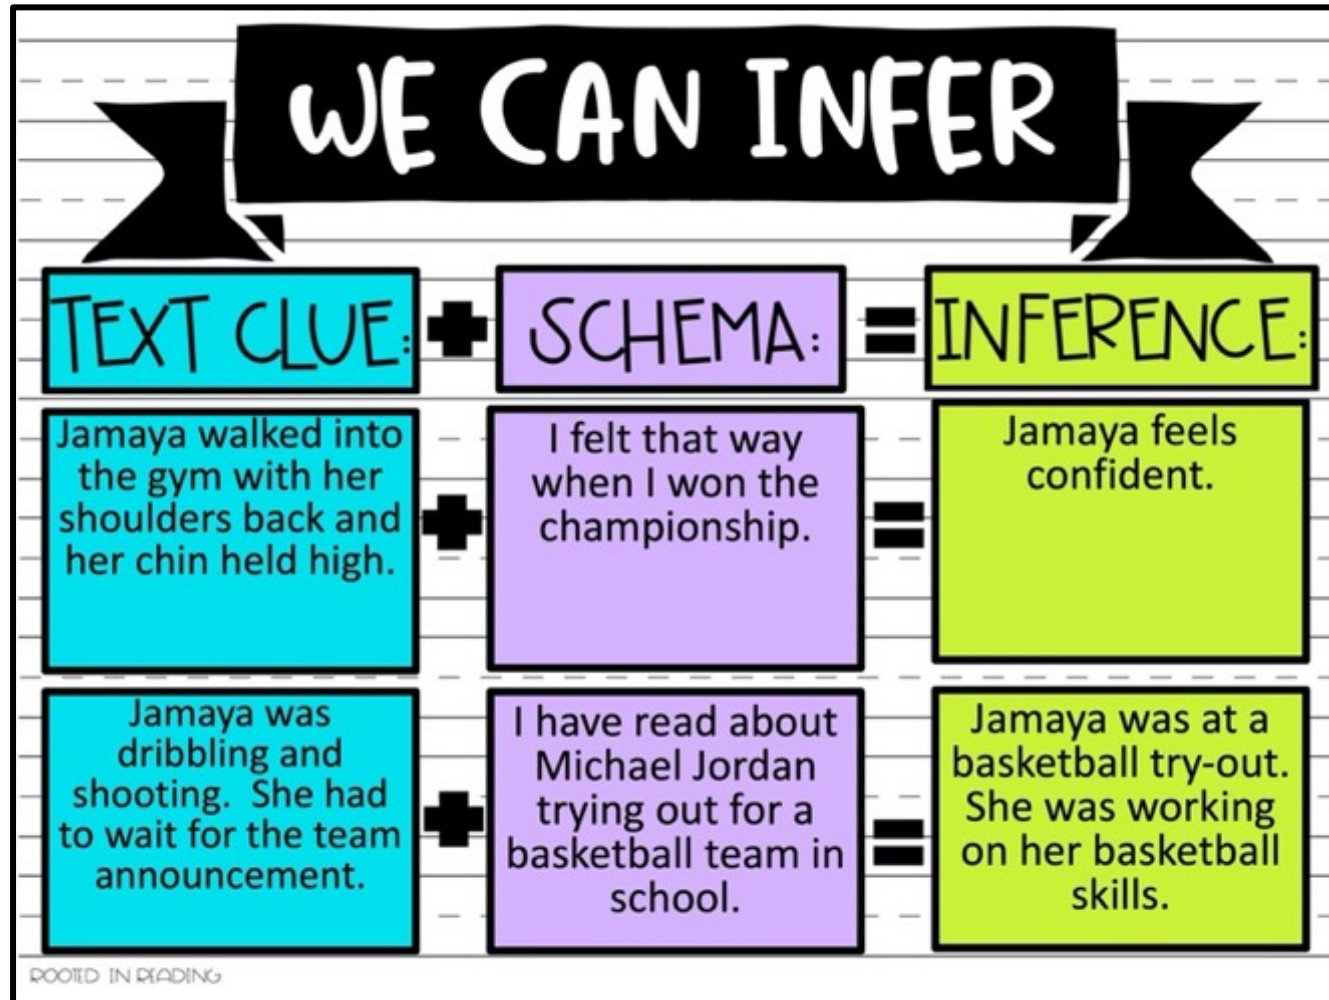 WE CAN INFER
TEXT CLUE:
+
SCHEMA:
=
INFERENCE:
Jamaya walked into
the gym with her
shoulders back and
her chin held high.
+
I felt that way
when I won the
championship.
=
Jamaya feels
confident.
Jamaya was
dribbling and
shooting.  She had
to wait for the team
announcement.
+
I have read about
Michael Jordan
trying out for a
basketball team in
school.
=
Jamaya was at a
basketball try-out.
She was working
on her basketball
skills.
ROOTED IN READING